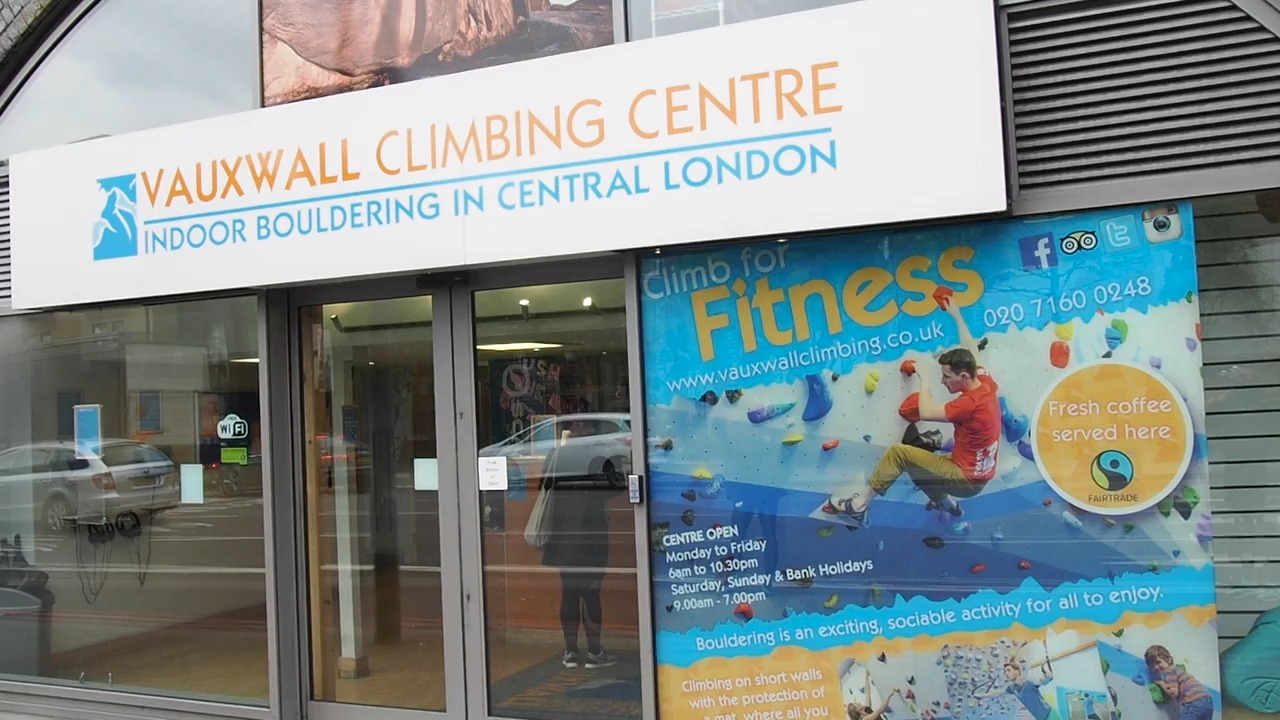 VAUXWALL CLIMBING CENTRE
INDOOR BOULDERING IN CENTRAL LONDON
Climb for
Fitness
www.vauxwallclimbing.co.uk
020 7160 0248
Fresh coffee
served here
FAIRTRADE
WiFi
CENTRE OPEN
Monday to Friday
6am to 10.30pm
Saturday, Sunday & Bank Holidays
9.00am - 7.00pm
Bouldering is an exciting, sociable activity for all to enjoy.
Climbing on short walls
with the protection of
a mat, where all you